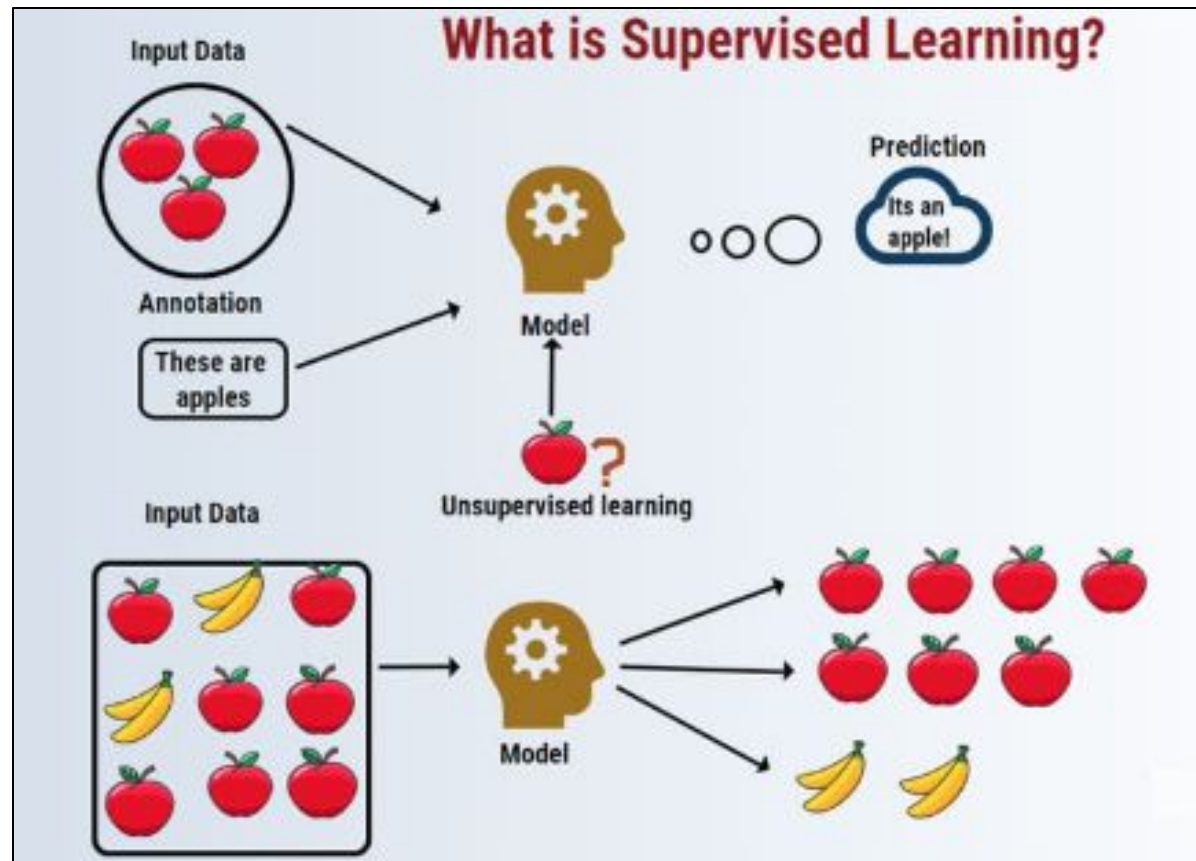 What is Supervised Learning?
Input Data
Prediction
Its an
apple!
Annotation
These are
apples
Model
?
Unsupervised learning
Input Data
Model